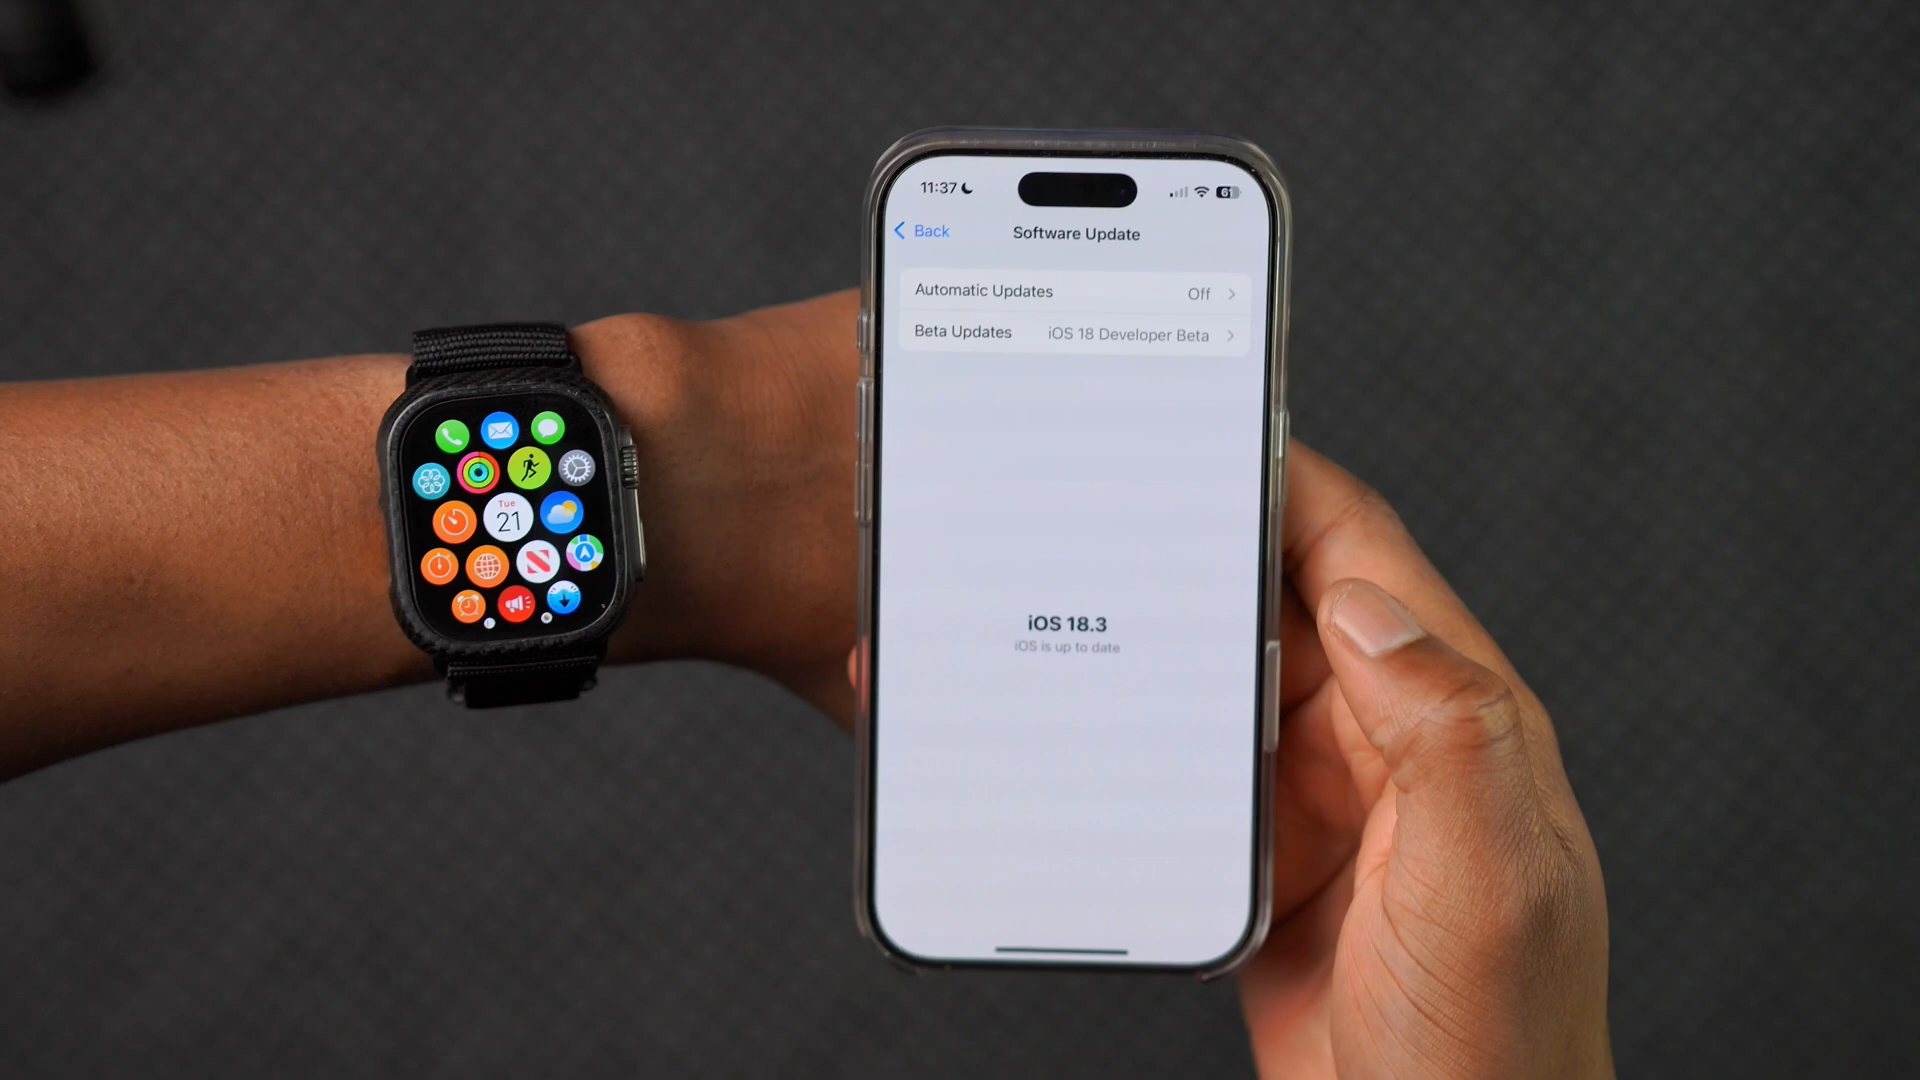 11:37
61
Back
Software Update
Automatic Updates Off
Beta Updates iOS 18 Developer Beta
iOS 18.3
iOS is up to date
Tue
21